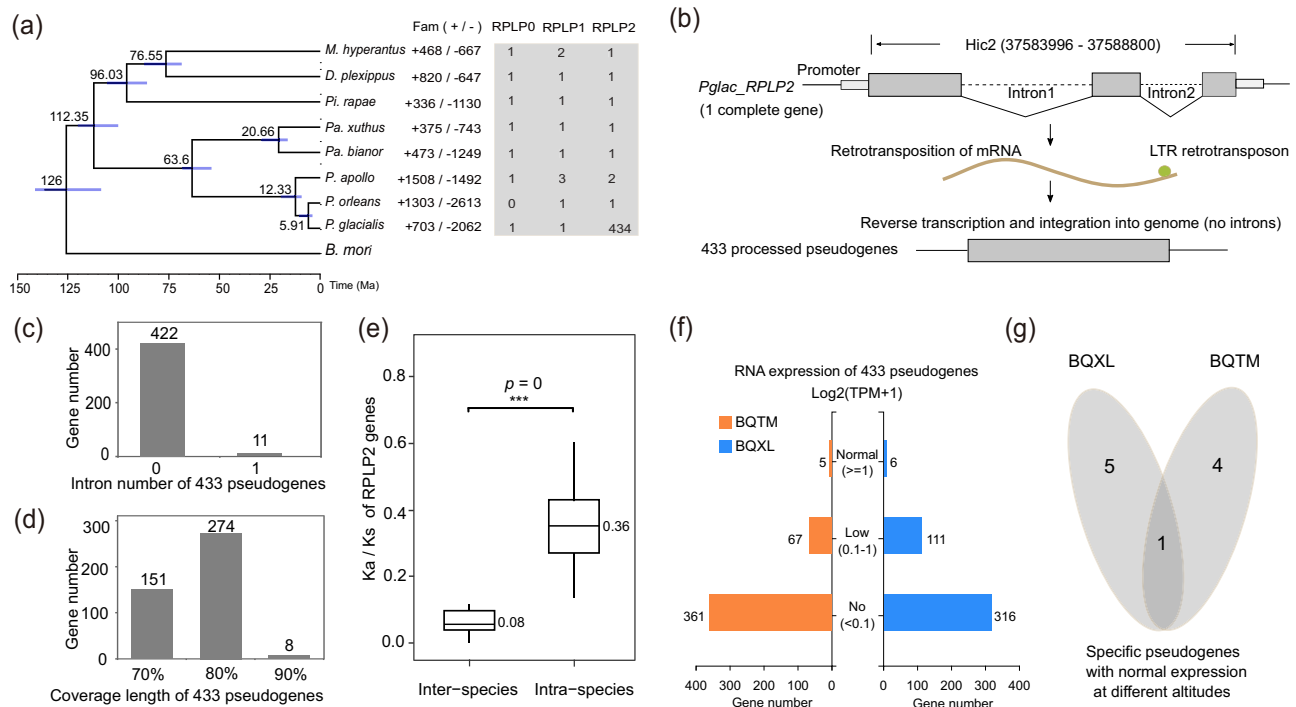 (a)
Fam ( + / - ) RPLP0 RPLP1 RPLP2
M. hyperantus +468 / -667 1 2 1
D. plexippus +820 / -647 1 1 1
Pi. rapae +336 / -1130 1 1 1
Pa. xuthus +375 / -743 1 1 1
Pa. bianor +473 / -1249 1 1 1
P. apollo +1508 / -1492 1 3 2
P. orleans +1303 / -2613 0 1 1
P. glacialis +703 / -2062 1 1 434
B. mori
76.55
96.03
112.35
20.66
63.6
126
12.33
5.91
150 125 100 75 50 25 0 Time (Ma)
(b)
Hic2 (37583996 - 37588800)
Promoter
Pglac_RPLP2
(1 complete gene)
Intron1 Intron2
Retrotransposition of mRNA LTR retrotransposon
Reverse transcription and integration into genome (no introns)
433 processed pseudogenes
(c)
Gene number
400
200
0
422
11
0 1
Intron number of 433 pseudogenes
(d)
Gene number
300
200
100
0
151
274
8
70% 80% 90%
Coverage length of 433 pseudogenes
(e)
Ka / Ks of RPLP2 genes
0.8
0.6
0.4
0.2
0.0
p = 0
***
0.36
0.08
Inter−species Intra−species
(f)
RNA expression of 433 pseudogenes
Log2(TPM+1)
BQTM
BQXL
5 Normal 6
(>=1)
67 Low 111
(0.1-1)
361 No 316
(<0.1)
400 300 200 100 0 0 100 200 300 400
Gene number Gene number
(g)
BQXL BQTM
5 4
1
Specific pseudogenes
with normal expression
at different altitudes